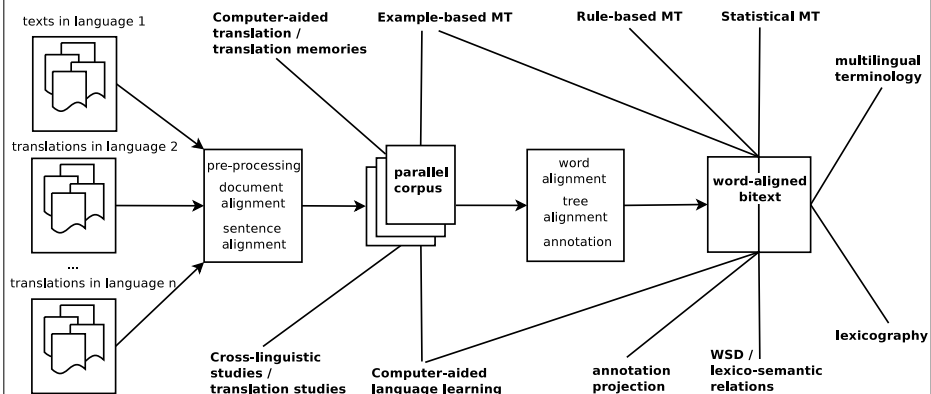 texts in language 1
translations in language 2
...
translations in language n
Computer-aided
translation /
translation memories
Example-based MT
Rule-based MT
Statistical MT
multilingual
terminology
pre-processing
document
alignment
sentence
alignment
parallel
corpus
word
alignment
tree
alignment
annotation
word-aligned
bitext
Cross-linguistic
studies /
translation studies
Computer-aided
language learning
annotation
projection
WSD /
lexico-semantic
relations
lexicography